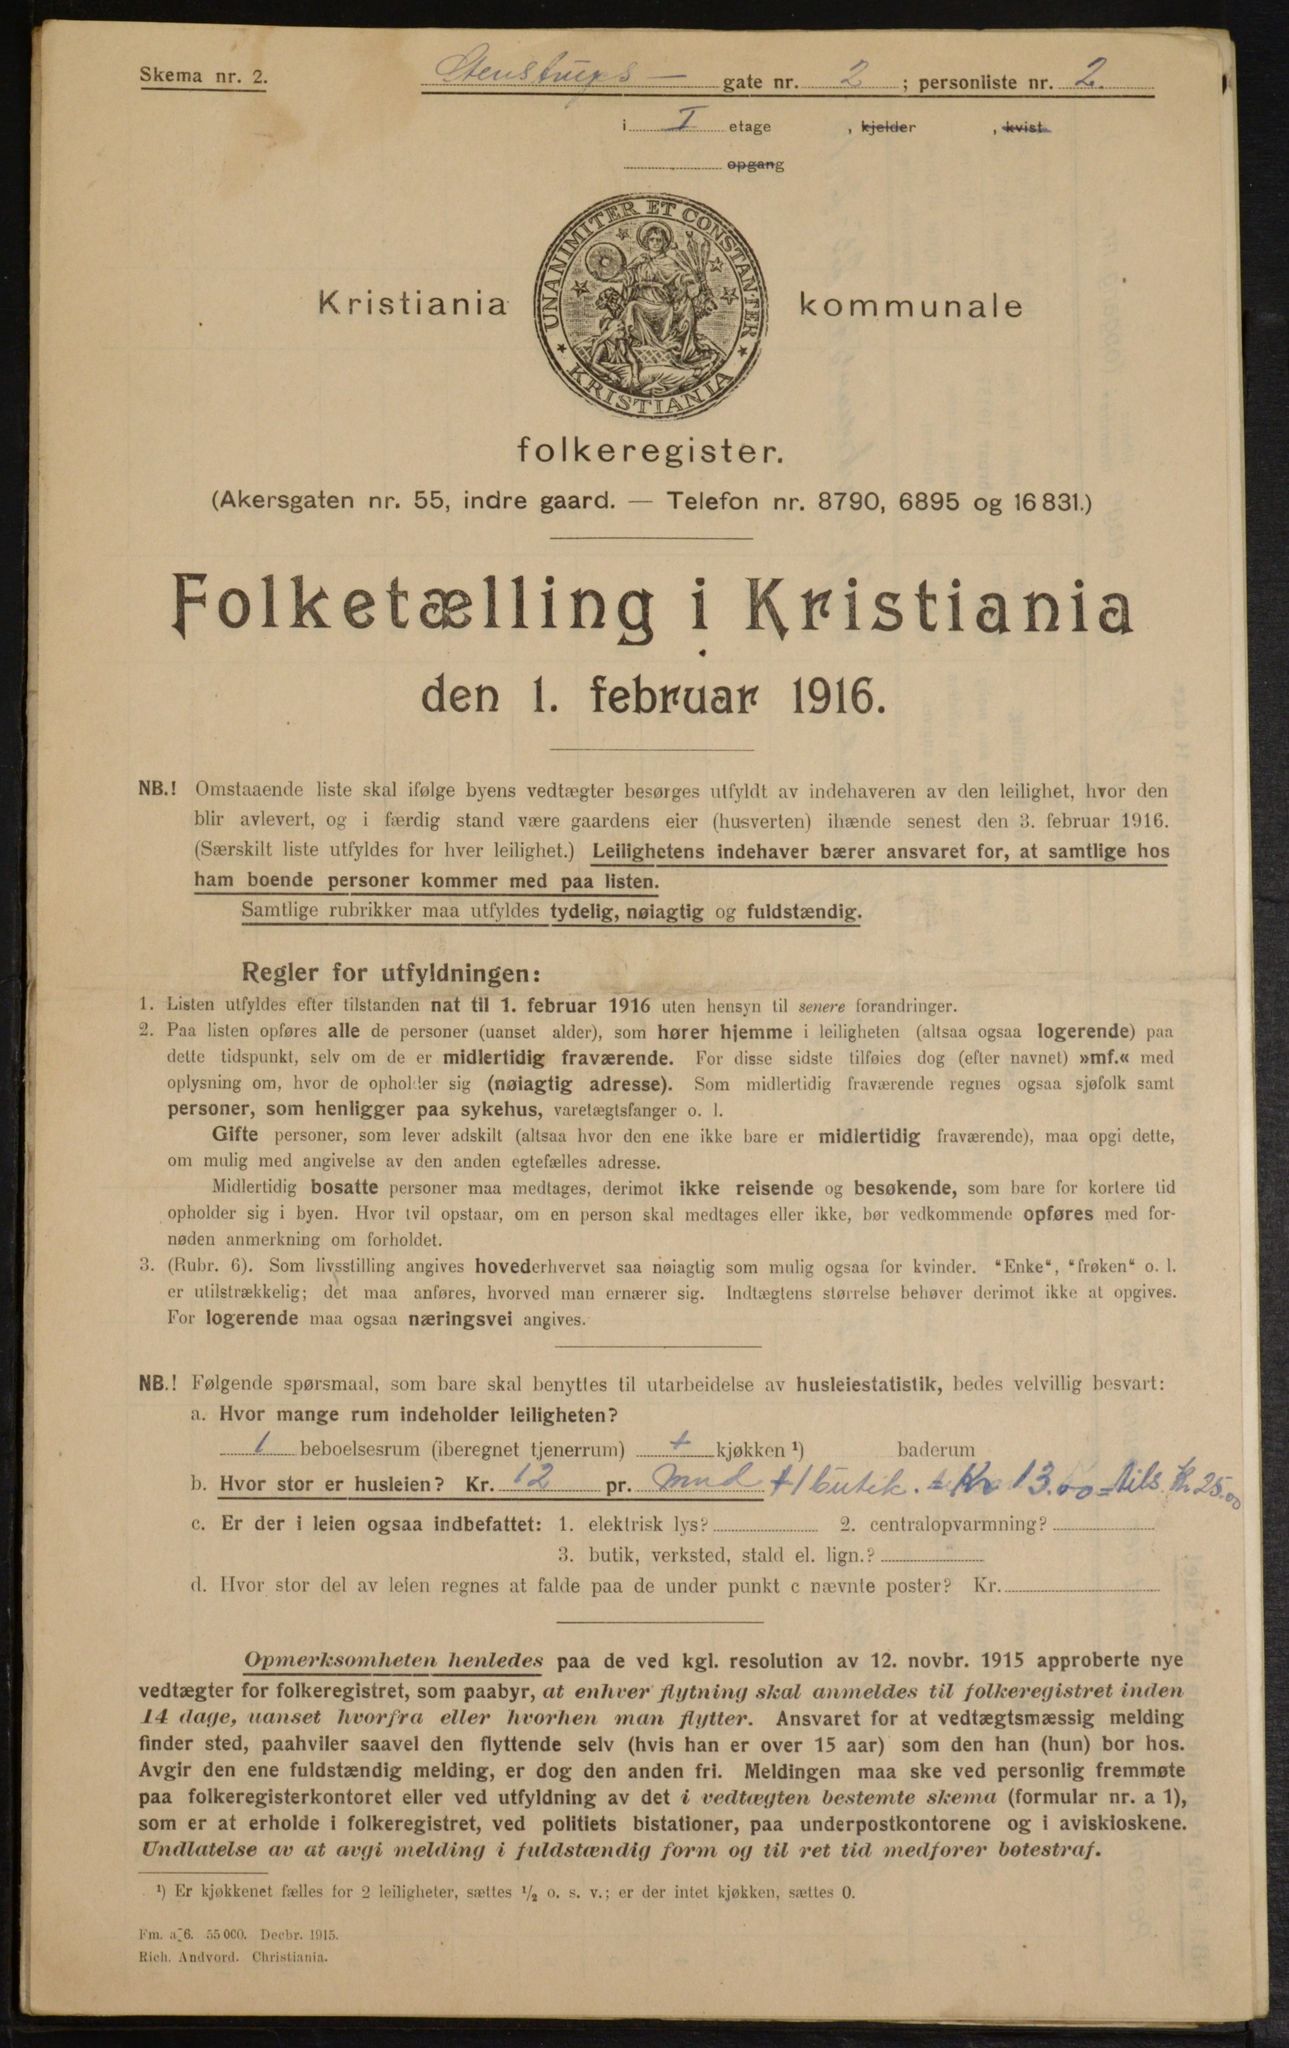 Skema nr. 2.
Stenstrups — gate nr. 2 ; personliste nr. 2.
i I etage , kjelder , kvist
opgang
UNANIMITER ET CONSTANTER
KRISTIANIA
Kristiania kommunale
folkeregister.
(Akersgaten nr. 55, indre gaard. — Telefon nr. 8790, 6895 og 16831.)
Folketælling i Kristiania
den 1. februar 1916.
NB.! Omstaaende liste skal ifølge byens vedtægter besørges utfyldt av indehaveren av den leilighet, hvor den
blir avlevert, og i færdig stand være gaardens eier (husverten) ihænde senest den 3. februar 1916.
(Særskilt liste utfyldes for hver leilighet.) Leilighetens indehaver bærer ansvaret for, at samtlige hos
ham boende personer kommer med paa listen.
Samtlige rubrikker maa utfyldes tydelig, nøiagtig og fuldstændig.
Regler for utfyldningen:
1. Listen utfyldes efter tilstanden nat til 1. februar 1916 uten hensyn til senere forandringer.
2. Paa listen opføres alle de personer (uanset alder), som hører hjemme i leiligheten (altsaa ogsaa logerende) paa
dette tidspunkt, selv om de er midlertidig fraværende. For disse sidste tilføies dog (efter navnet) »mf.« med
oplysning om, hvor de opholder sig (nøiagtig adresse). Som midlertidig fraværende regnes ogsaa sjøfolk samt
personer, som henligger paa sykehus, varetægtsfanger o. l.
Gifte personer, som lever adskilt (altsaa hvor den ene ikke bare er midlertidig fraværende), maa opgi dette,
om mulig med angivelse av den anden egtefælles adresse.
Midlertidig bosatte personer maa medtages, derimot ikke reisende og besøkende, som bare for kortere tid
opholder sig i byen. Hvor tvil opstaar, om en person skal medtages eller ikke, bør vedkommende opføres med for-
nøden anmerkning om forholdet.
3. (Rubr. 6). Som livsstilling angives hovederhvervet saa nøiagtig som mulig ogsaa for kvinder. "Enke", "frøken" o. l.
er utilstrækkelig; det maa anføres, hvorved man ernærer sig. Indtægtens størrelse behøver derimot ikke at opgives.
For logerende maa ogsaa næringsvei angives.
NB.! Følgende spørsmaal, som bare skal benyttes til utarbeidelse av husleiestatistik, bedes velvillig besvart:
a. Hvor mange rum indeholder leiligheten?
1 beboelsesrum (iberegnet tjenerrum) + kjøkken ¹) baderum
b. Hvor stor er husleien? Kr. 12 pr. Mnd + 1 butik. Kr 13.00 = tils. Kr 25.00
c. Er der i leien ogsaa indbefattet: 1. elektrisk lys? 2. centralopvarmning?
3. butik, verksted, stald el. lign.?
d. Hvor stor del av leien regnes at falde paa de under punkt c nævnte poster? Kr.
Opmerksomheten henledes paa de ved kgl. resolution av 12. novbr. 1915 approberte nye
vedtægter for folkeregistret, som paabyr, at enhver flytning skal anmeldes til folkeregistret inden
14 dage, uanset hvorfra eller hvorhen man flytter. Ansvaret for at vedtægtsmæssig melding
finder sted, paahviler saavel den flyttende selv (hvis han er over 15 aar) som den han (hun) bor hos.
Avgir den ene fuldstændig melding, er dog den anden fri. Meldingen maa ske ved personlig fremmøte
paa folkeregisterkontoret eller ved utfyldning av det i vedtægten bestemte skema (formular nr. a 1),
som er at erholde i folkeregistret, ved politiets bistationer, paa underpostkontorene og i aviskioskene.
Undlatelse av at avgi melding i fuldstændig form og til ret tid medfører bøtestraf.
¹) Er kjøkkenet fælles for 2 leiligheter, sættes ½ o. s. v.; er der intet kjøkken, sættes 0.
Fm. a 6. 55000. Decbr. 1915.
Rich. Andvord. Christiania.